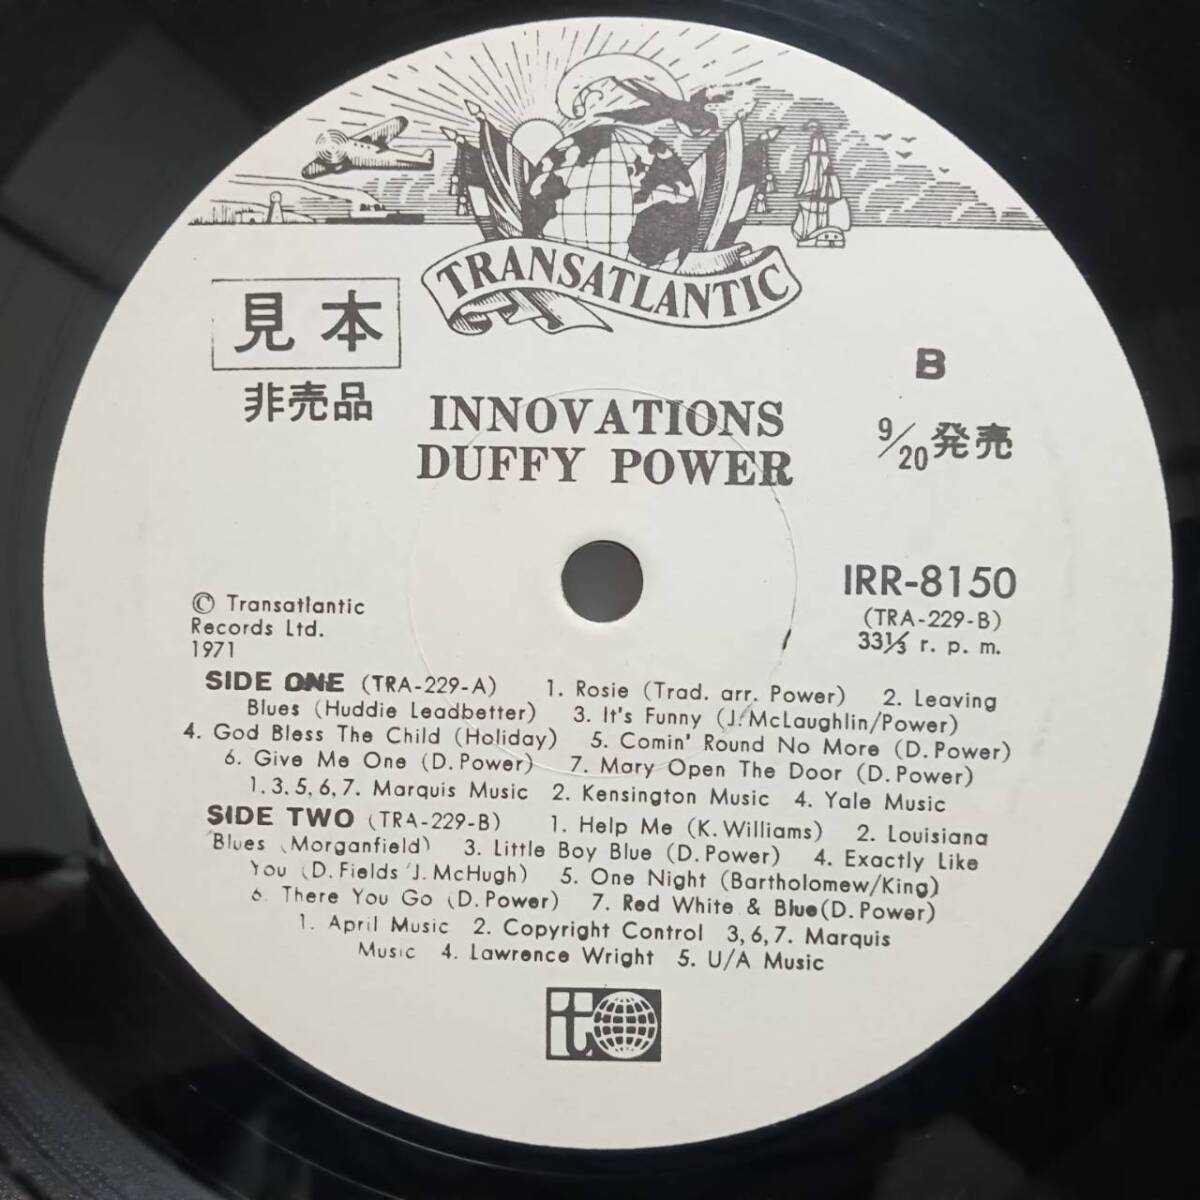 TRANSATLANTIC
見本
非売品
INNOVATIONS
DUFFY POWER
B
9/20 発売
IRR-8150
(TRA-229-B)
33⅓ r. p. m.
© Transatlantic
Records Ltd.
1971
SIDE ONE (TRA-229-A) 1. Rosie (Trad. arr. Power) 2. Leaving
Blues (Huddie Leadbetter) 3. It's Funny (J. McLaughlin/Power)
4. God Bless The Child (Holiday) 5. Comin' Round No More (D. Power)
6. Give Me One (D. Power) 7. Mary Open The Door (D. Power)
1. 3. 5, 6, 7. Marquis Music 2. Kensington Music 4. Yale Music
SIDE TWO (TRA-229-B) 1. Help Me (K. Williams) 2. Louisiana
Blues (Morganfield) 3. Little Boy Blue (D. Power) 4. Exactly Like
You (D. Fields/J. McHugh) 5. One Night (Bartholomew/King)
6. There You Go (D. Power) 7. Red White & Blue (D. Power)
1. April Music 2. Copyright Control 3, 6, 7. Marquis
Music 4. Lawrence Wright 5. U/A Music
it